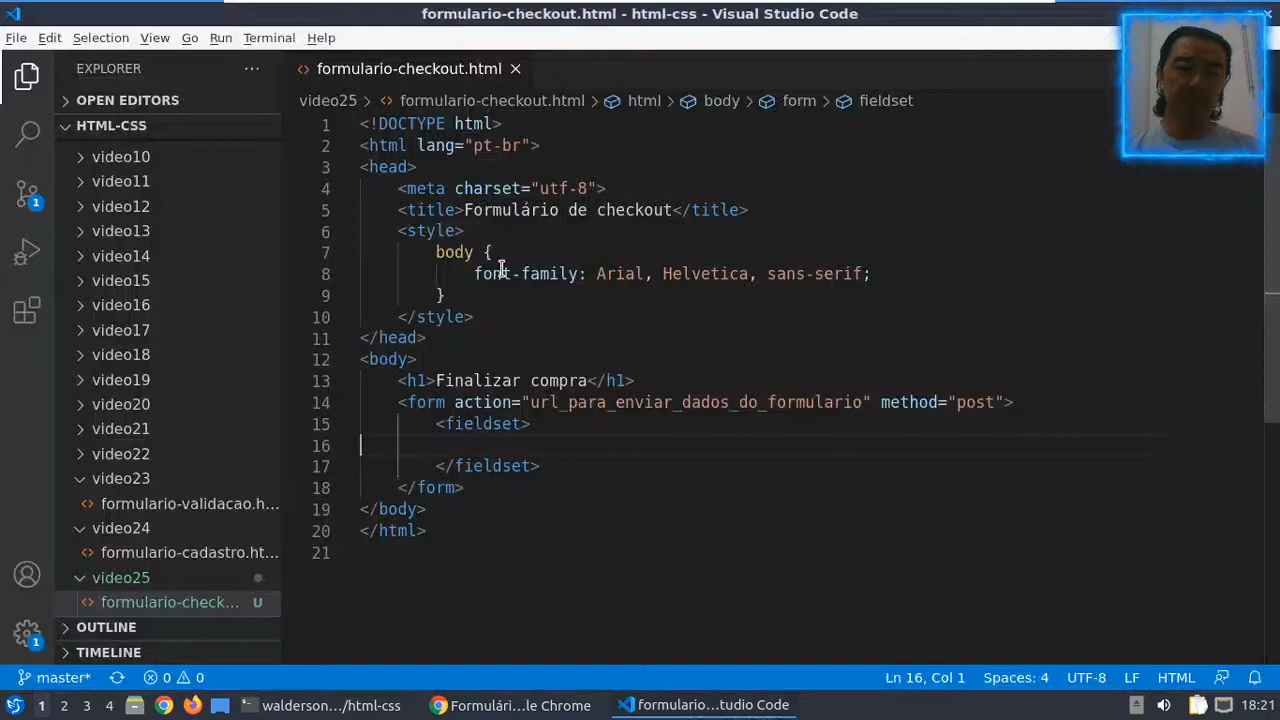 formulario-checkout.html - html-css - Visual Studio Code
File Edit Selection View Go Run Terminal Help
EXPLORER ...
formulario-checkout.html
OPEN EDITORS
video25 > formulario-checkout.html > html > body > form > fieldset
HTML-CSS
video10
video11
video12
video13
video14
video15
video16
video17
video18
video19
video20
video21
video22
video23
formulario-validacao.h...
video24
formulario-cadastro.ht...
video25
formulario-check... U
OUTLINE
TIMELINE
1
1
1 <!DOCTYPE html>
2 <html lang="pt-br">
3 <head>
4 <meta charset="utf-8">
5 <title>Formulário de checkout</title>
6 <style>
7 body {
8 font-family: Arial, Helvetica, sans-serif;
9 }
10 </style>
11 </head>
12 <body>
13 <h1>Finalizar compra</h1>
14 <form action="url_para_enviar_dados_do_formulario" method="post">
15 <fieldset>
16
17 </fieldset>
18 </form>
19 </body>
20 </html>
21
master* 0 0 Ln 16, Col 1 Spaces: 4 UTF-8 LF HTML
1 2 3 4 walderson.../html-css Formulári...le Chrome formulario...tudio Code 18:21